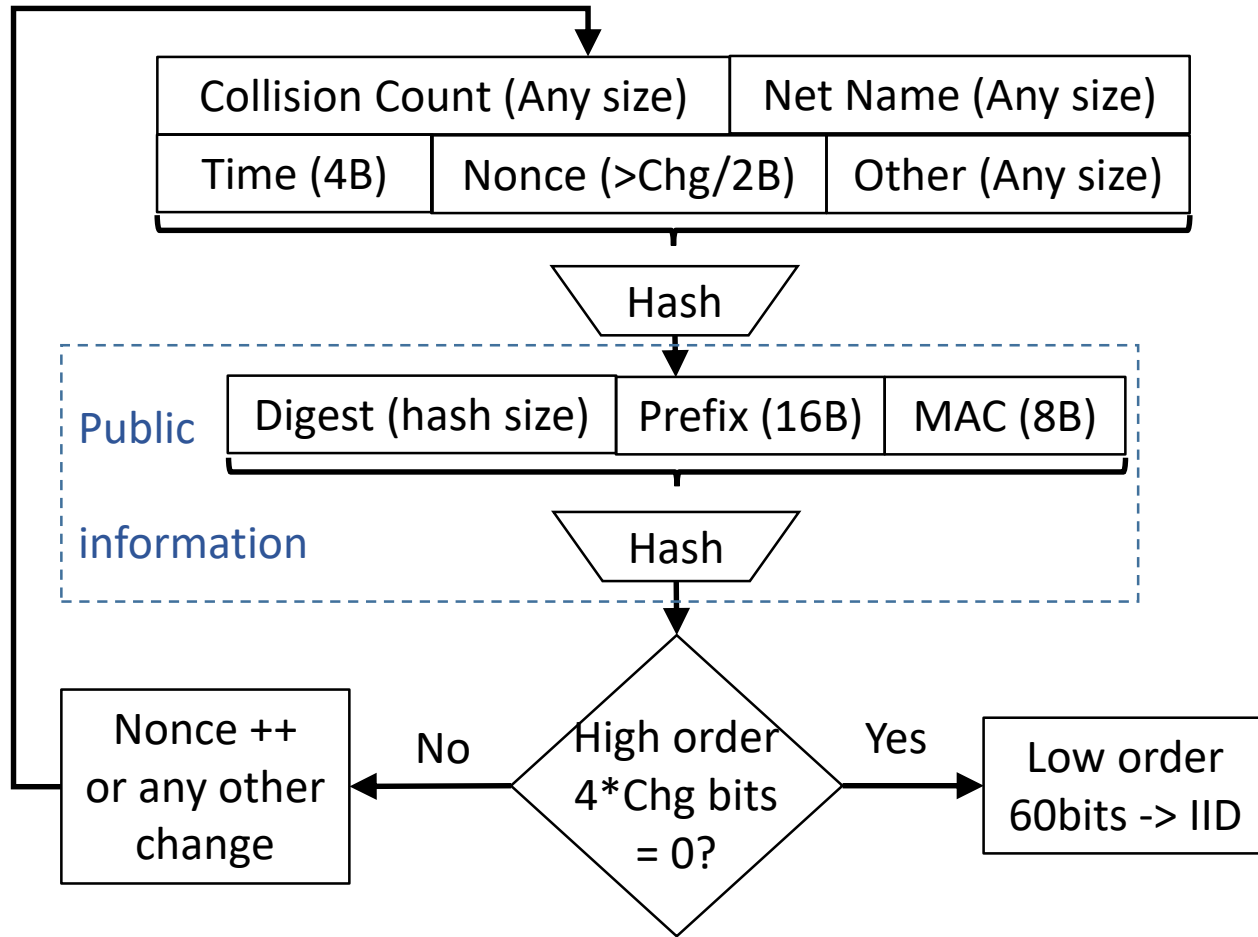 Collision Count (Any size)
Net Name (Any size)
Time (4B)
Nonce (>Chg/2B)
Other (Any size)
Hash
Public
information
Digest (hash size)
Prefix (16B)
MAC (8B)
Hash
High order
4*Chg bits
= 0?
No
Yes
Nonce ++
or any other
change
Low order
60bits -> IID